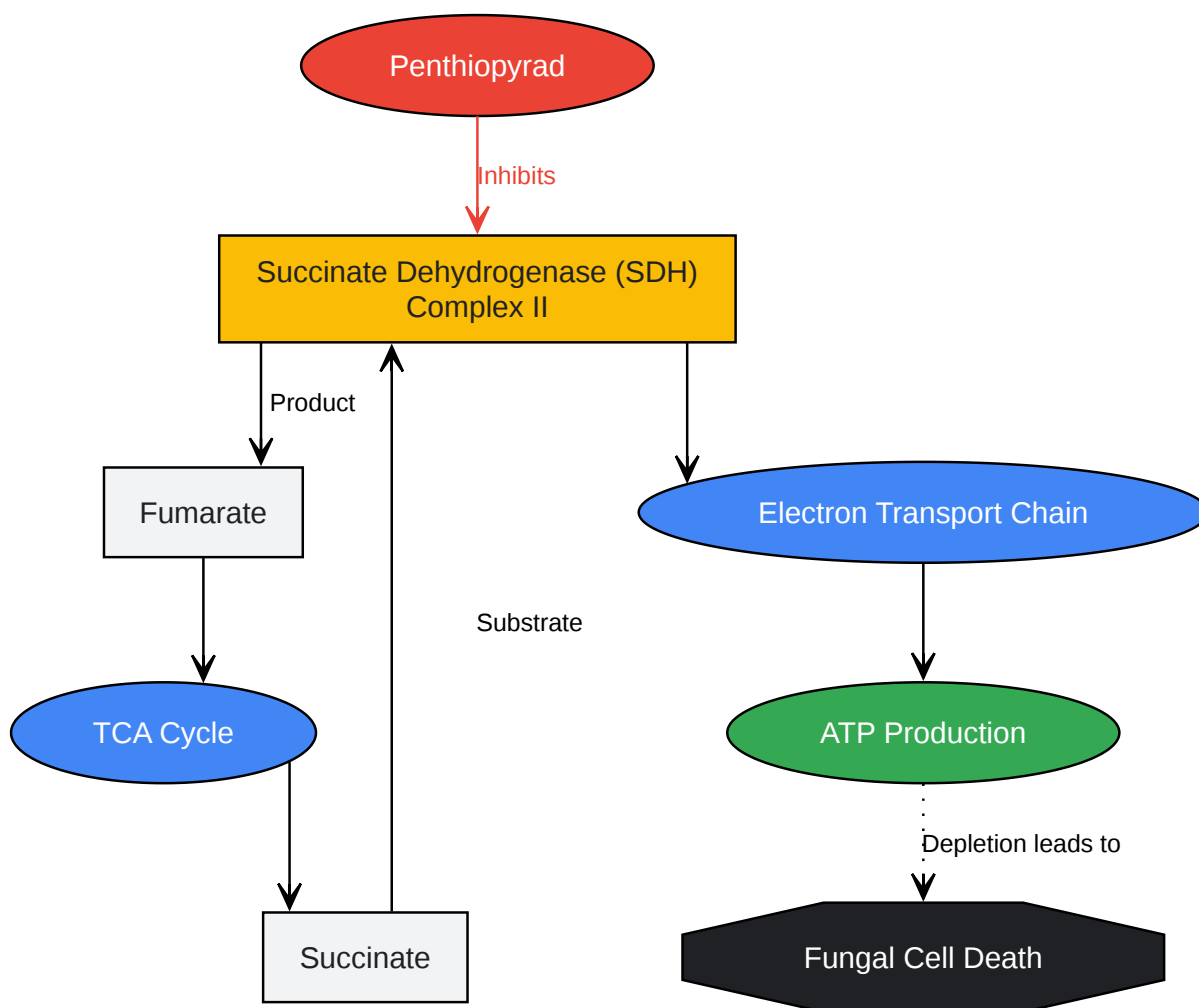 Penthiopyrad
Inhibits
Succinate Dehydrogenase (SDH)
Complex II
Product
Fumarate
Electron Transport Chain
Substrate
TCA Cycle
ATP Production
Depletion leads to
Succinate
Fungal Cell Death